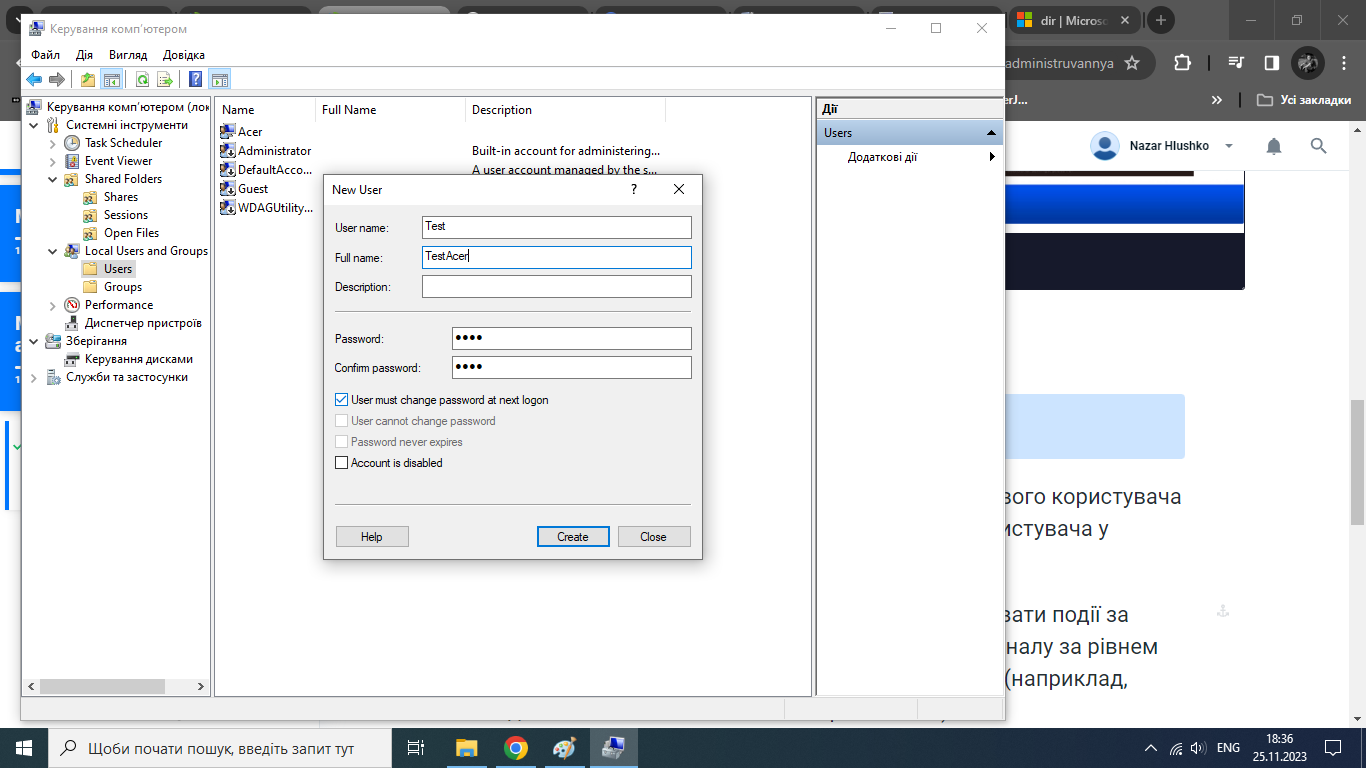 dir | Microsо
Керування комп'ютером
Файл Дія Вигляд Довідка
administruvannya
Усі закладки
Керування комп'ютером (лок
Системні інструменти
Task Scheduler
Event Viewer
Shared Folders
Shares
Sessions
Open Files
Local Users and Groups
Users
Groups
Performance
Диспетчер пристроїв
Зберігання
Керування дисками
Служби та застосунки
Name Full Name Description
Acer
Administrator Built-in account for administering...
DefaultAcco... A user account managed by the s...
Guest
WDAGUtility...
Дії
Users
Додаткові дії
New User
User name: Test
Full name: TestAcer
Description:
Password: ●●●●
Confirm password: ●●●●
User must change password at next logon
User cannot change password
Password never expires
Account is disabled
Help Create Close
Nazar Hlushko
вого користувача
истувача у
вати події за
налу за рівнем
(наприклад,
Щоби почати пошук, введіть запит тут
ENG
18:36
25.11.2023